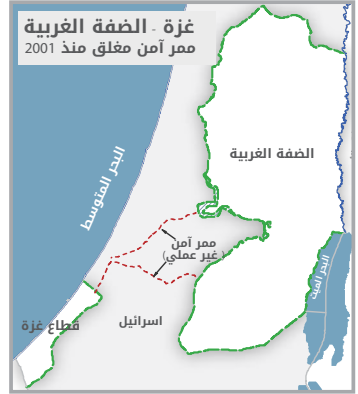 غزة - الضفة الغربية
ممر آمن مغلق منذ 2001
البحر المتوسط
الضفة الغربية
ممر آمن
(غير عملي)
البحر الميت
قطاع غزة
اسرائيل